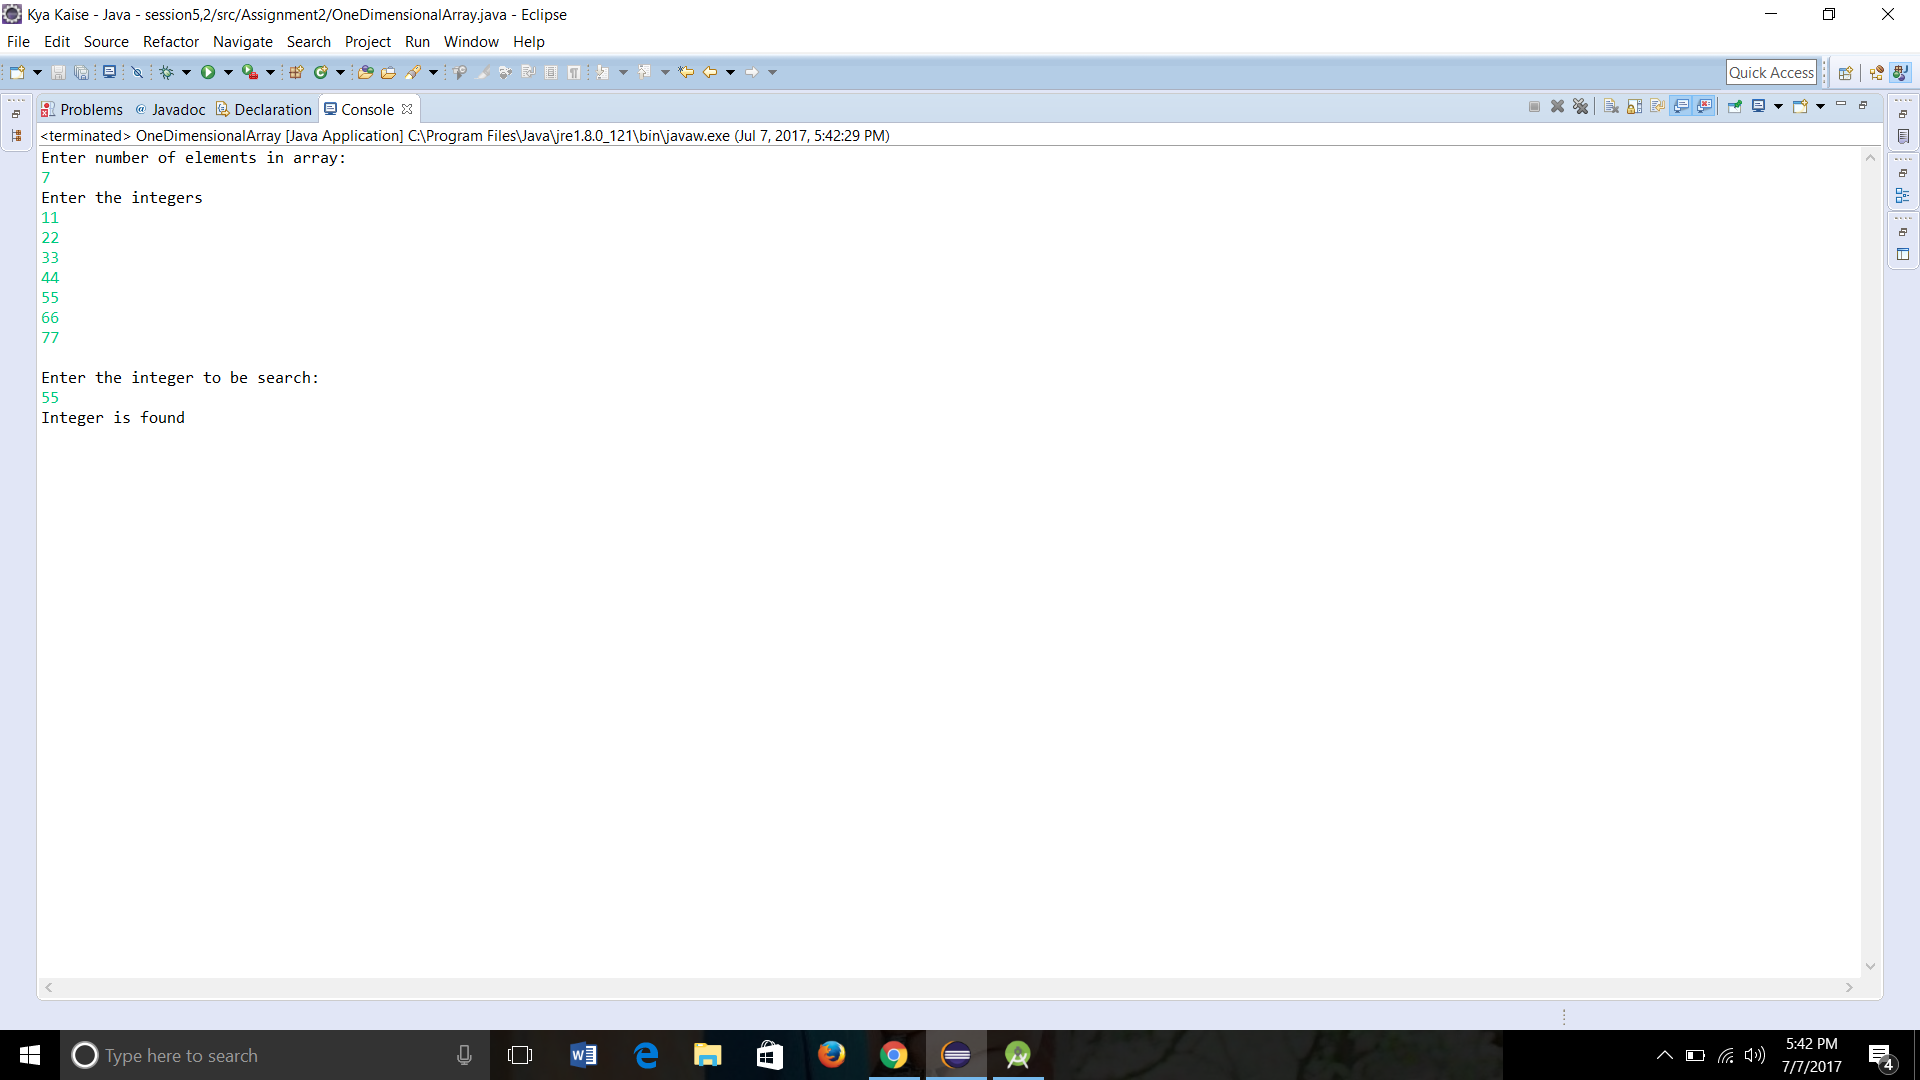 Kya Kaise - Java - session5,2/src/Assignment2/OneDimensionalArray.java - Eclipse
File Edit Source Refactor Navigate Search Project Run Window Help
Quick Access
Problems @ Javadoc Declaration Console
<terminated> OneDimensionalArray [Java Application] C:\Program Files\Java\jre1.8.0_121\bin\javaw.exe (Jul 7, 2017, 5:42:29 PM)
Enter number of elements in array:
7
Enter the integers
11
22
33
44
55
66
77
Enter the integer to be search:
55
Integer is found
Type here to search
5:42 PM
7/7/2017
4